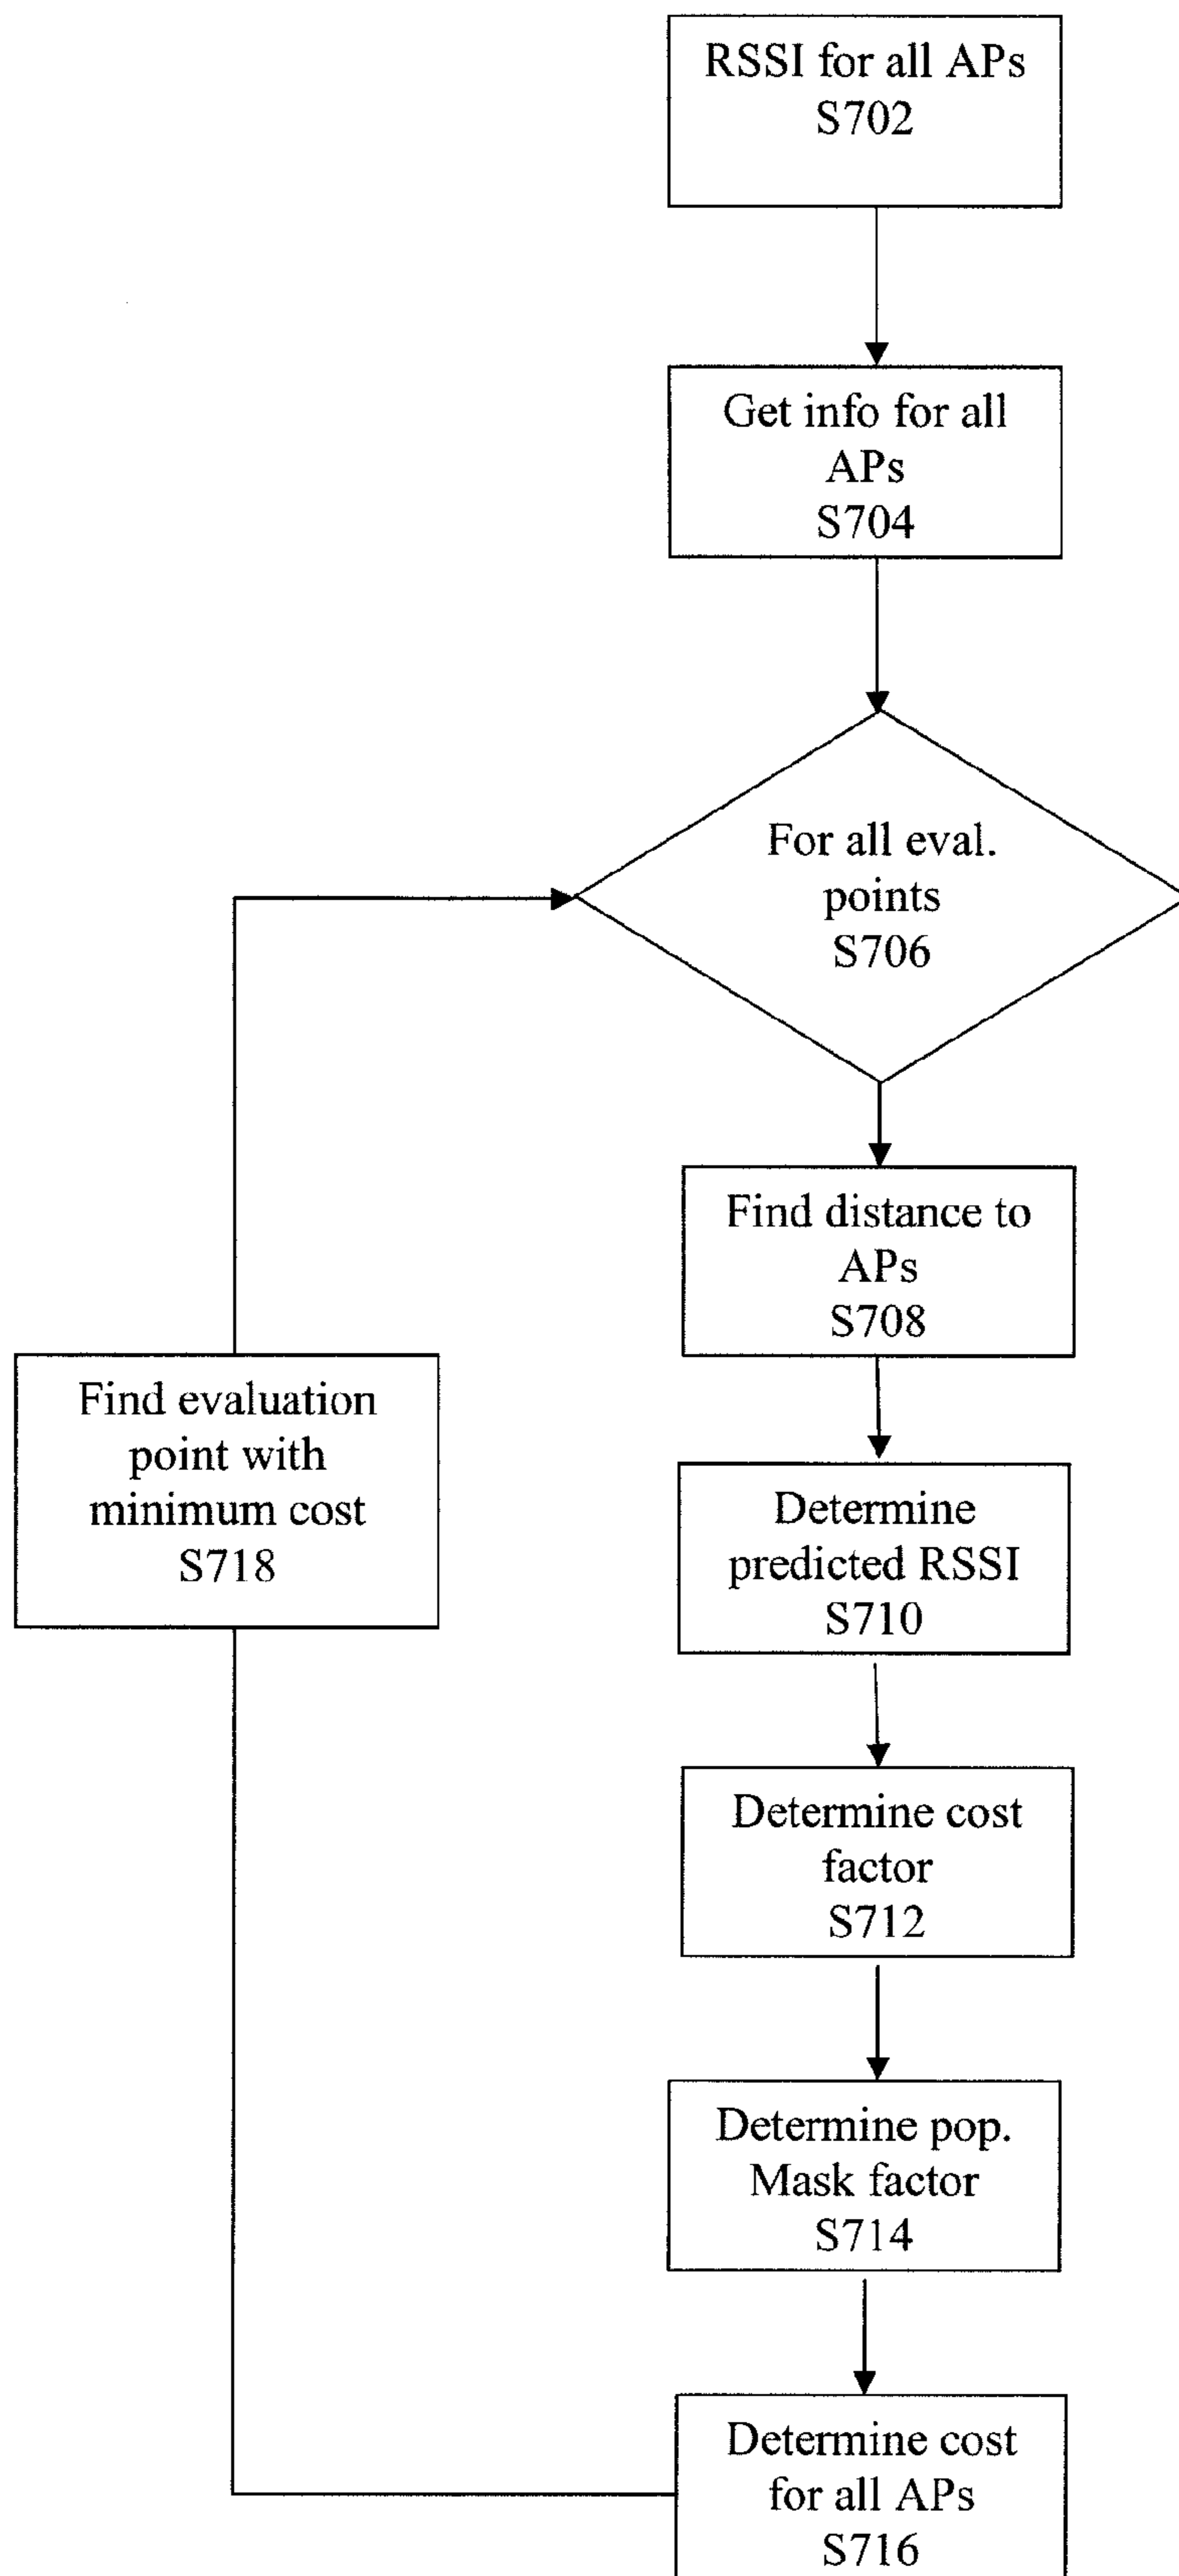 RSSI for all APs
S702
Get info for all
APs
S704
For all eval.
points
S706
Find distance to
APs
S708
Find evaluation
point with
minimum cost
S718
Determine
predicted RSSI
S710
Determine cost
factor
S712
Determine pop.
Mask factor
S714
Determine cost
for all APs
S716